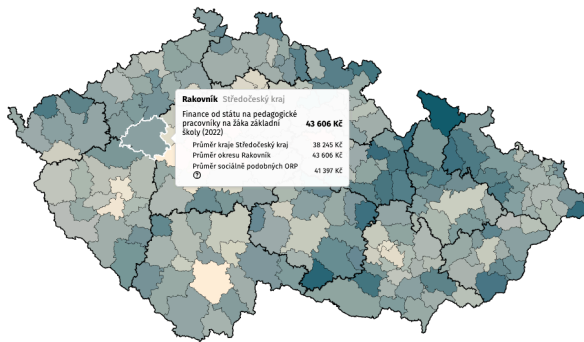 Rakovník Středočeský kraj
Finance od státu na pedagogické
pracovníky na žáka základní 43 606 Kč
školy (2022)
Průměr kraje Středočeský kraj 38 245 Kč
Průměr okresu Rakovník 43 606 Kč
Průměr sociálně podobných ORP 41 397 Kč
?